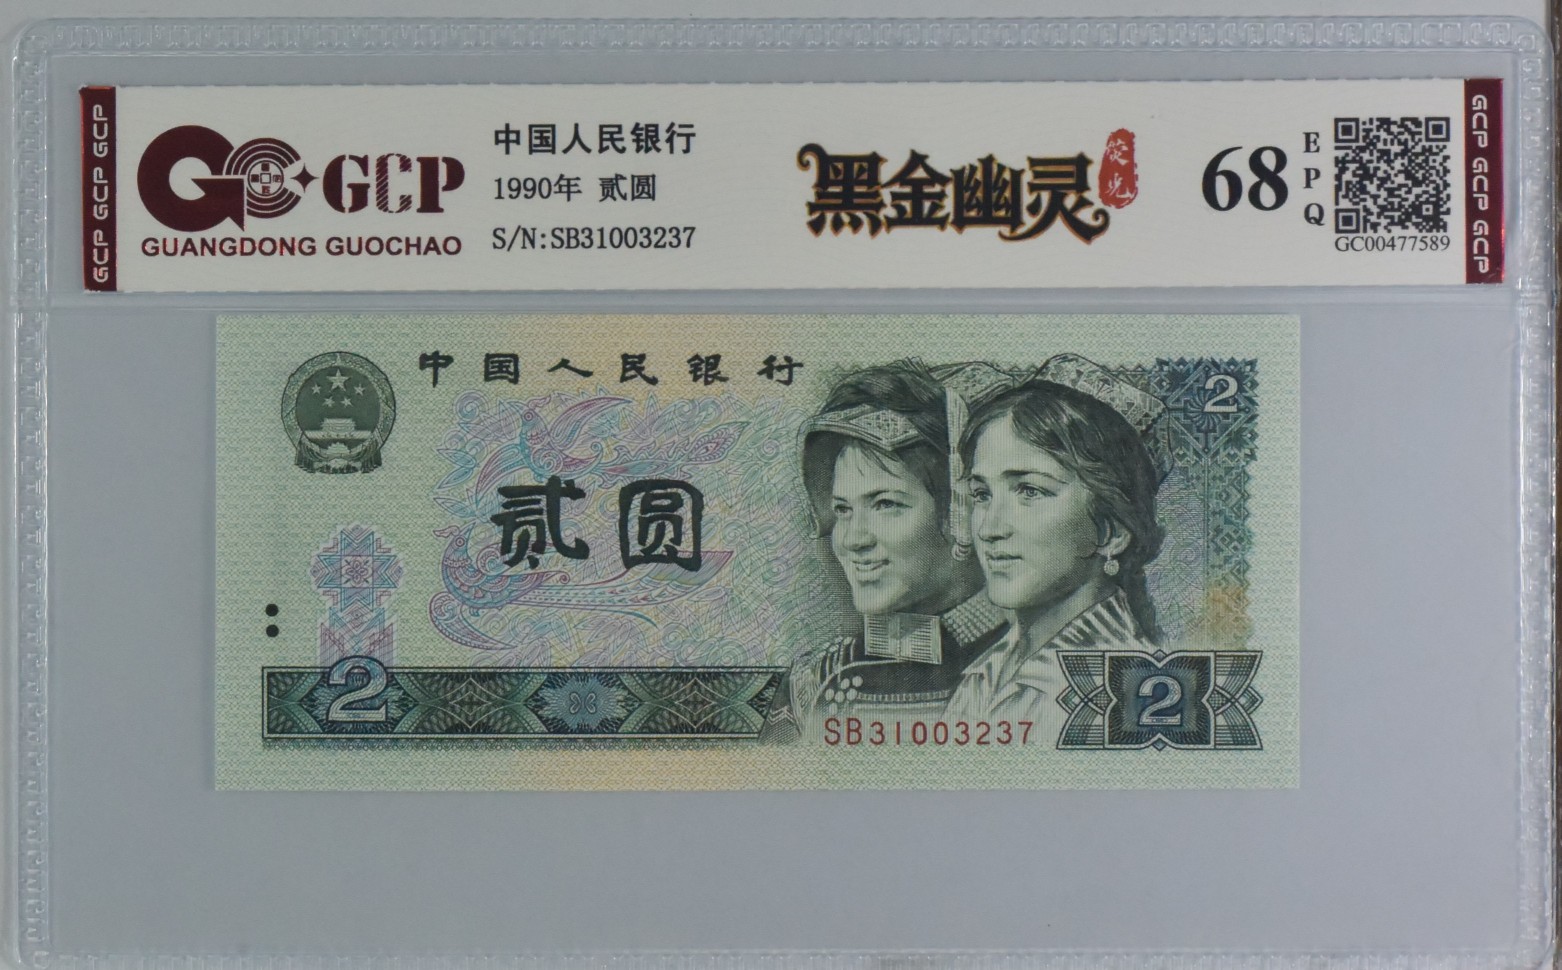 GCP GCP GCP
GCP
GUANGDONG GUOCHAO
中国人民银行
1990年 贰圆
S/N:SB31003237
黑金幽灵
荧光
68
EPQ
GC00477589
GCP GCP GCP
中国人民银行
2
贰圆
2
SB31003237
2